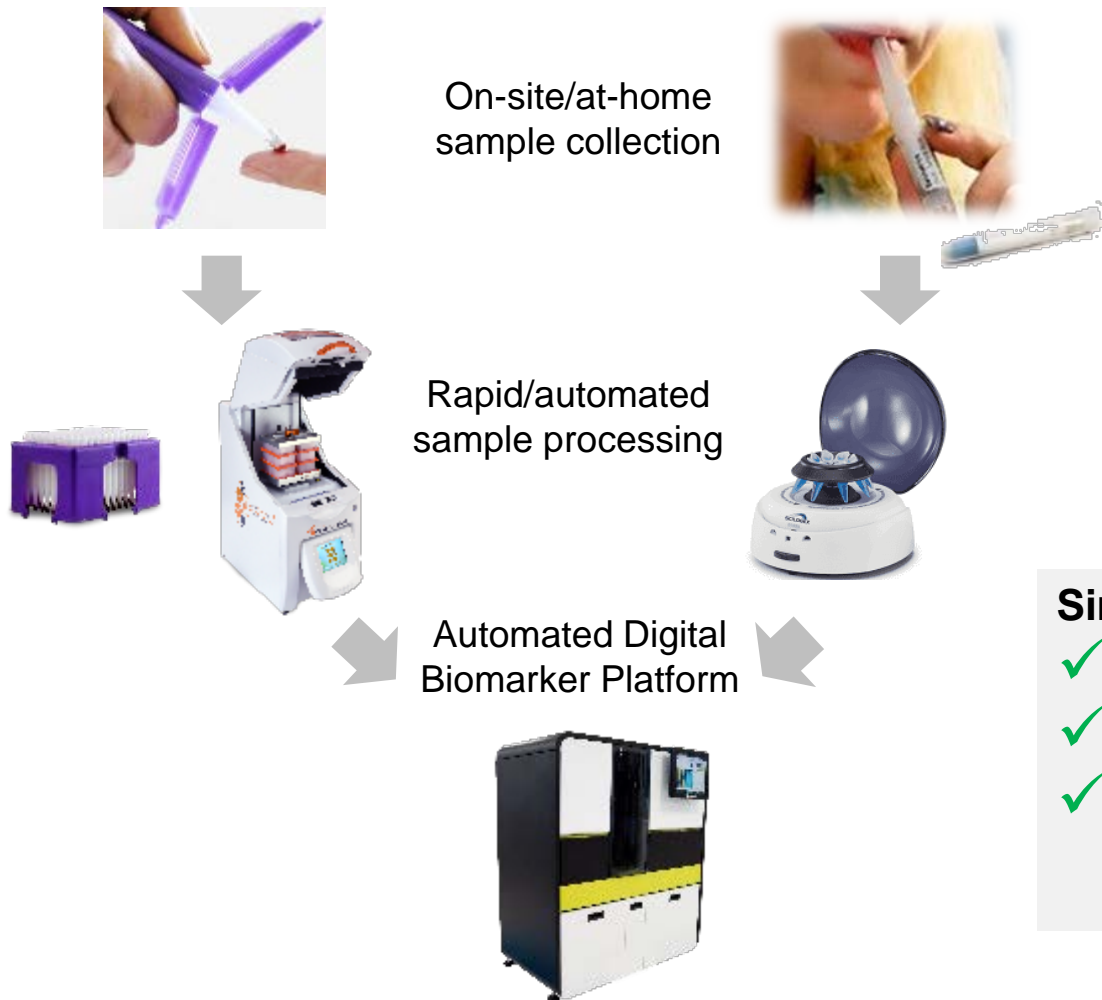 On-site/at-home
sample collection
Rapid/automated
sample processing
Automated Digital
Biomarker Platform